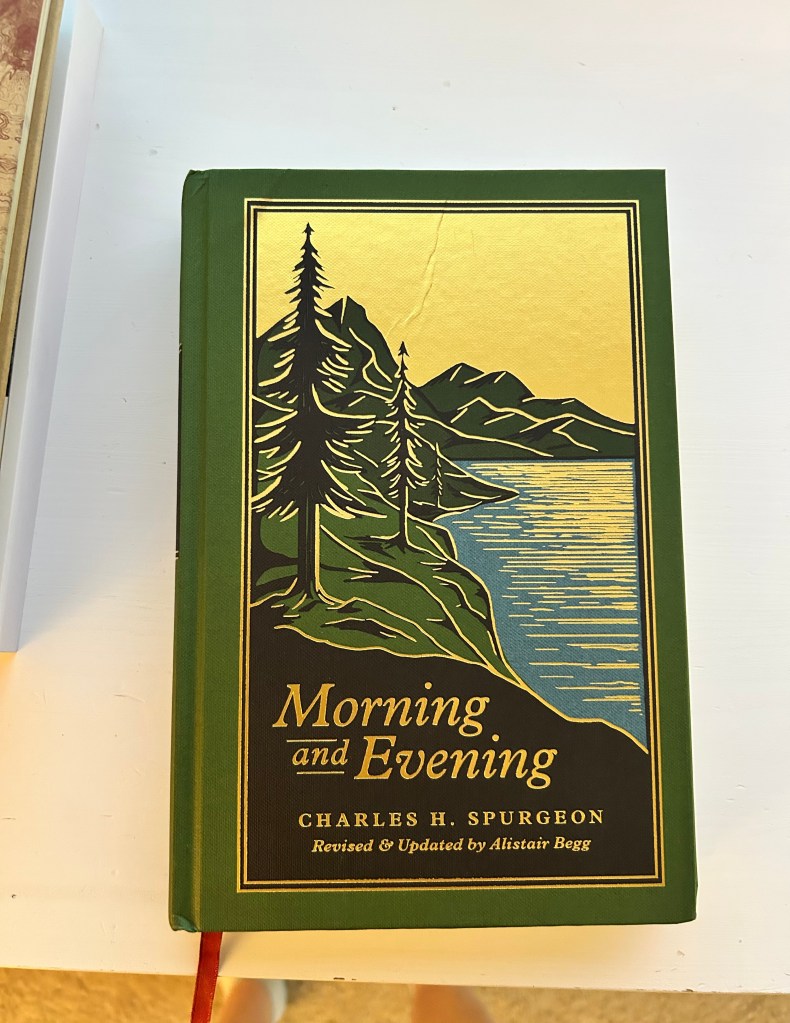 Morning
and Evening
CHARLES H. SPURGEON
Revised & Updated by Alistair Begg